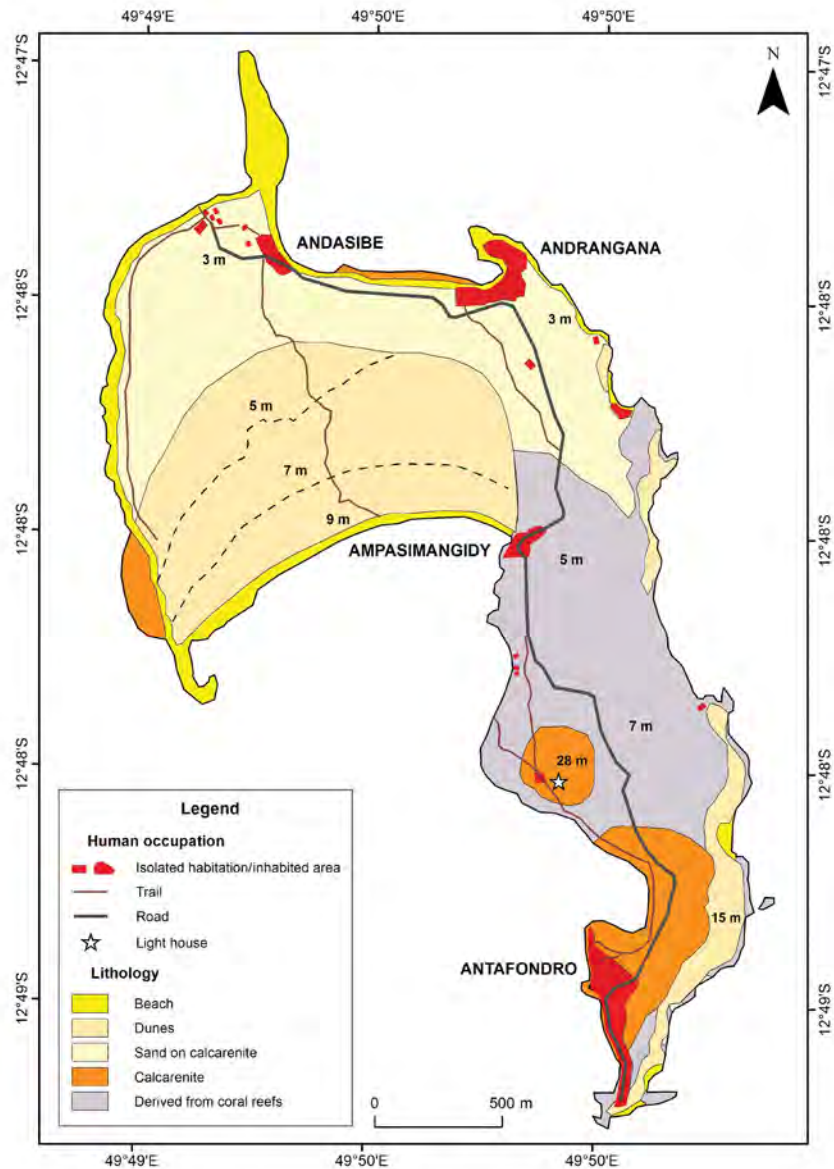 49°49'E 49°50'E 49°50'E
12°47'S 12°47'S
N
ANDASIBE
ANDRANGANA
3 m
3 m
12°48'S 12°48'S
5 m
7 m
9 m
12°48'S 12°48'S
AMPASIMANGIDY
5 m
7 m
28 m
12°48'S 12°48'S
15 m
ANTAFONDRO
12°49'S 12°49'S
Legend
Human occupation
Isolated habitation/inhabited area
Trail
Road
Light house
Lithology
Beach
Dunes
Sand on calcarenite
Calcarenite
Derived from coral reefs
0 500 m
49°49'E 49°50'E 49°50'E